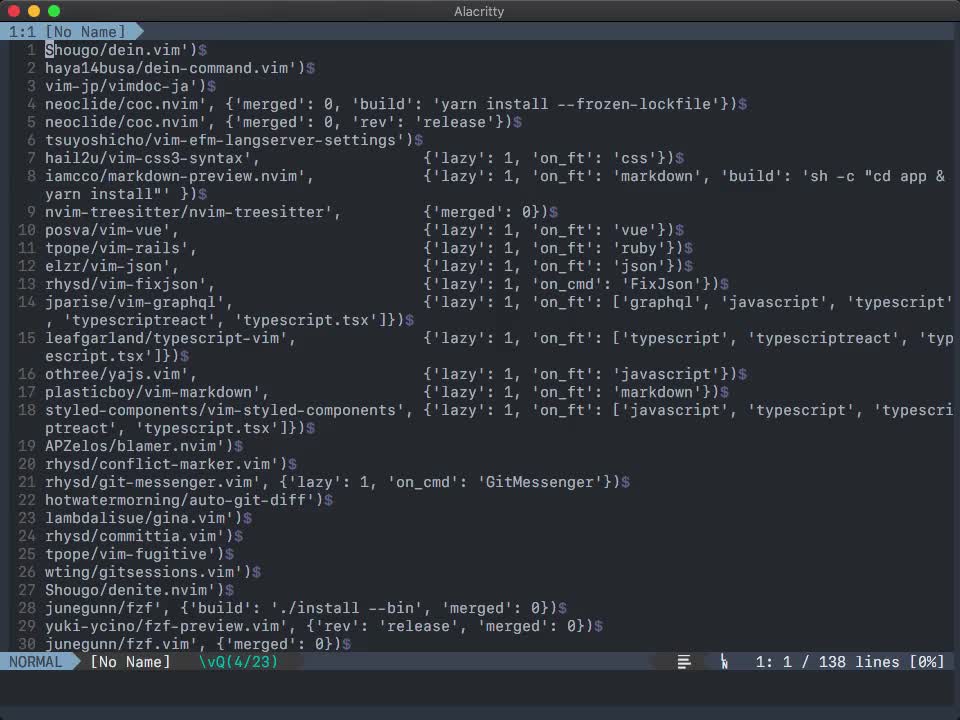 Alacritty
1:1 [No Name]
1 Shougo/dein.vim')$
2 haya14busa/dein-command.vim')$
3 vim-jp/vimdoc-ja')$
4 neoclide/coc.nvim', {'merged': 0, 'build': 'yarn install --frozen-lockfile'})$
5 neoclide/coc.nvim', {'merged': 0, 'rev': 'release'})$
6 tsuyoshicho/vim-efm-langserver-settings')$
7 hail2u/vim-css3-syntax', {'lazy': 1, 'on_ft': 'css'})$
8 iamcco/markdown-preview.nvim', {'lazy': 1, 'on_ft': 'markdown', 'build': 'sh -c "cd app &
yarn install"' })$
9 nvim-treesitter/nvim-treesitter', {'merged': 0})$
10 posva/vim-vue', {'lazy': 1, 'on_ft': 'vue'})$
11 tpope/vim-rails', {'lazy': 1, 'on_ft': 'ruby'})$
12 elzr/vim-json', {'lazy': 1, 'on_ft': 'json'})$
13 rhysd/vim-fixjson', {'lazy': 1, 'on_cmd': 'FixJson'})$
14 jparise/vim-graphql', {'lazy': 1, 'on_ft': ['graphql', 'javascript', 'typescript'
, 'typescriptreact', 'typescript.tsx']})$
15 leafgarland/typescript-vim', {'lazy': 1, 'on_ft': ['typescript', 'typescriptreact', 'typ
escript.tsx']})$
16 othree/yajs.vim', {'lazy': 1, 'on_ft': 'javascript'})$
17 plasticboy/vim-markdown', {'lazy': 1, 'on_ft': 'markdown'})$
18 styled-components/vim-styled-components', {'lazy': 1, 'on_ft': ['javascript', 'typescript', 'typescri
ptreact', 'typescript.tsx']})$
19 APZelos/blamer.nvim')$
20 rhysd/conflict-marker.vim')$
21 rhysd/git-messenger.vim', {'lazy': 1, 'on_cmd': 'GitMessenger'})$
22 hotwatermorning/auto-git-diff')$
23 lambdalisue/gina.vim')$
24 rhysd/committia.vim')$
25 tpope/vim-fugitive')$
26 wting/gitsessions.vim')$
27 Shougo/denite.nvim')$
28 junegunn/fzf', {'build': './install --bin', 'merged': 0})$
29 yuki-ycino/fzf-preview.vim', {'rev': 'release', 'merged': 0})$
30 junegunn/fzf.vim', {'merged': 0})$
NORMAL [No Name] \vQ(4/23) 1: 1 / 138 lines [0%]